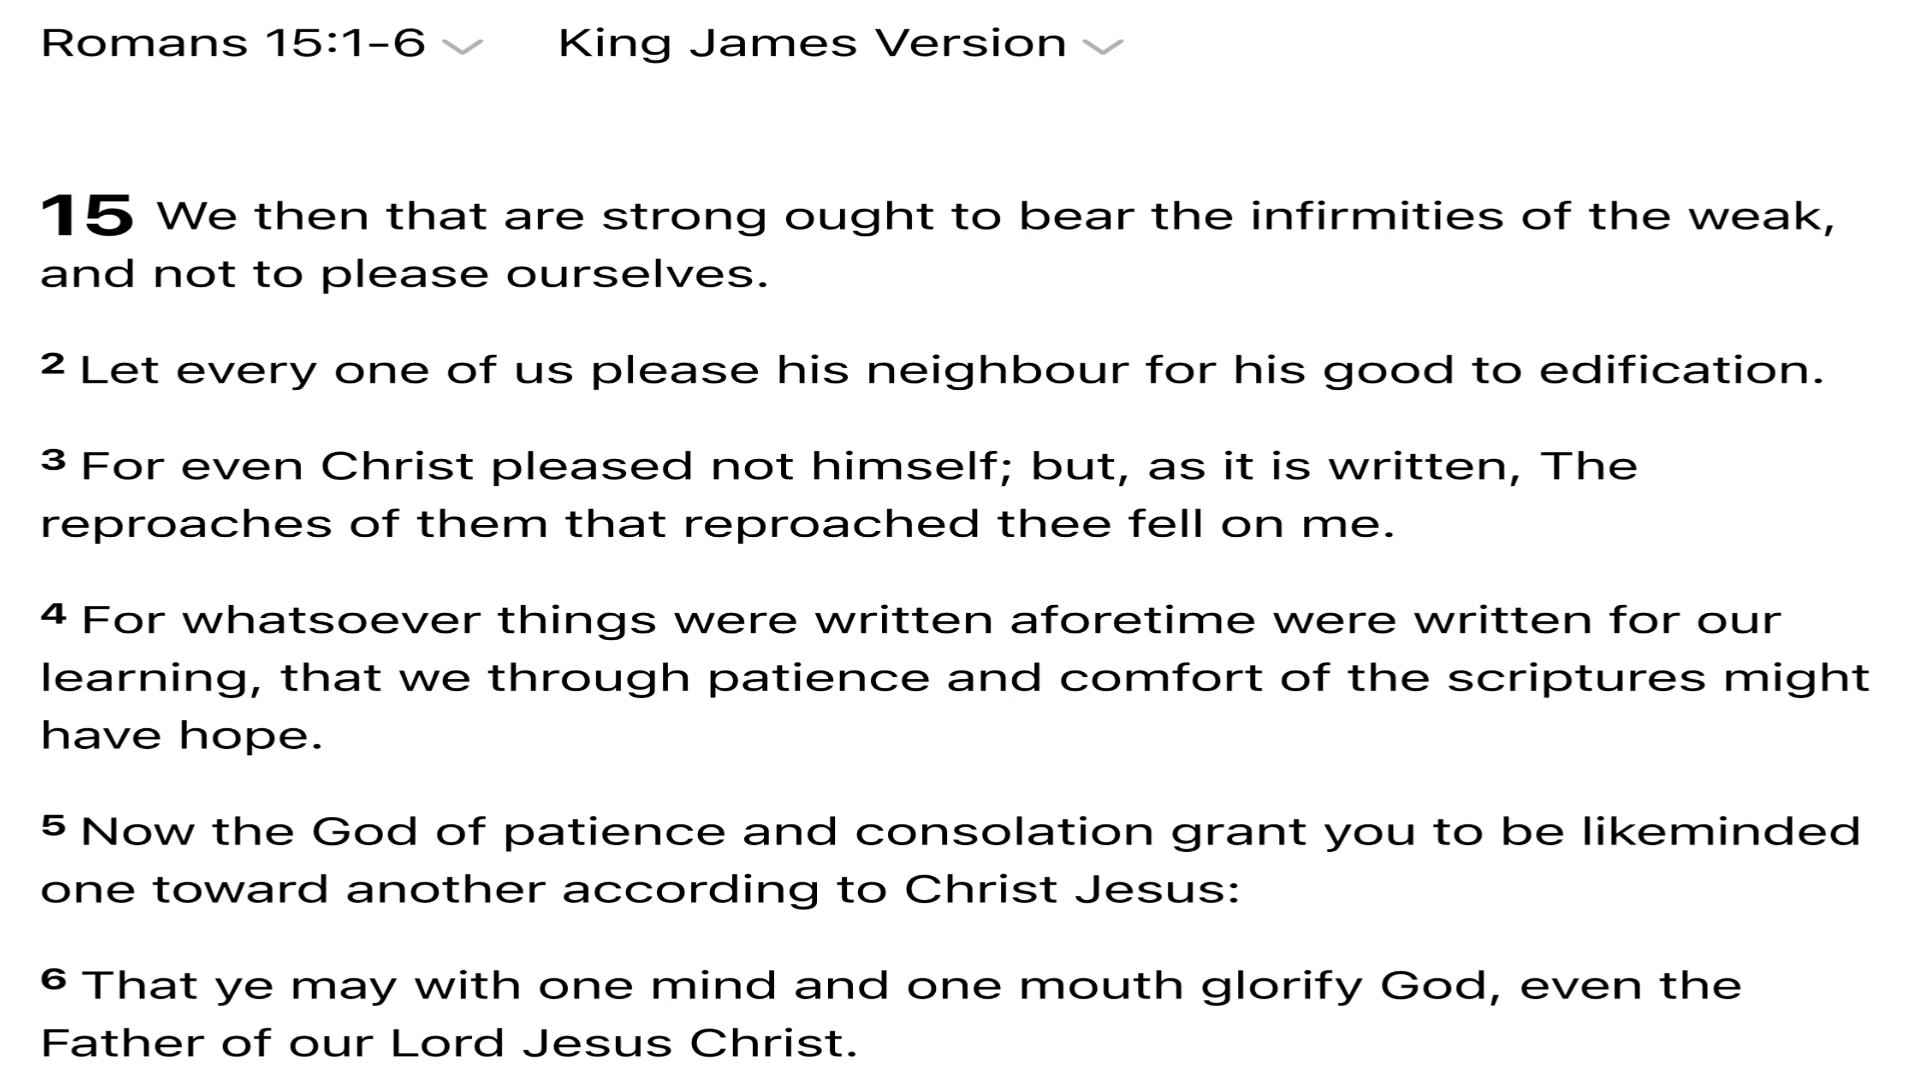 Romans 15:1-6 King James Version
15 We then that are strong ought to bear the infirmities of the weak,
and not to please ourselves.
2 Let every one of us please his neighbour for his good to edification.
3 For even Christ pleased not himself; but, as it is written, The
reproaches of them that reproached thee fell on me.
4 For whatsoever things were written aforetime were written for our
learning, that we through patience and comfort of the scriptures might
have hope.
5 Now the God of patience and consolation grant you to be likeminded
one toward another according to Christ Jesus:
6 That ye may with one mind and one mouth glorify God, even the
Father of our Lord Jesus Christ.